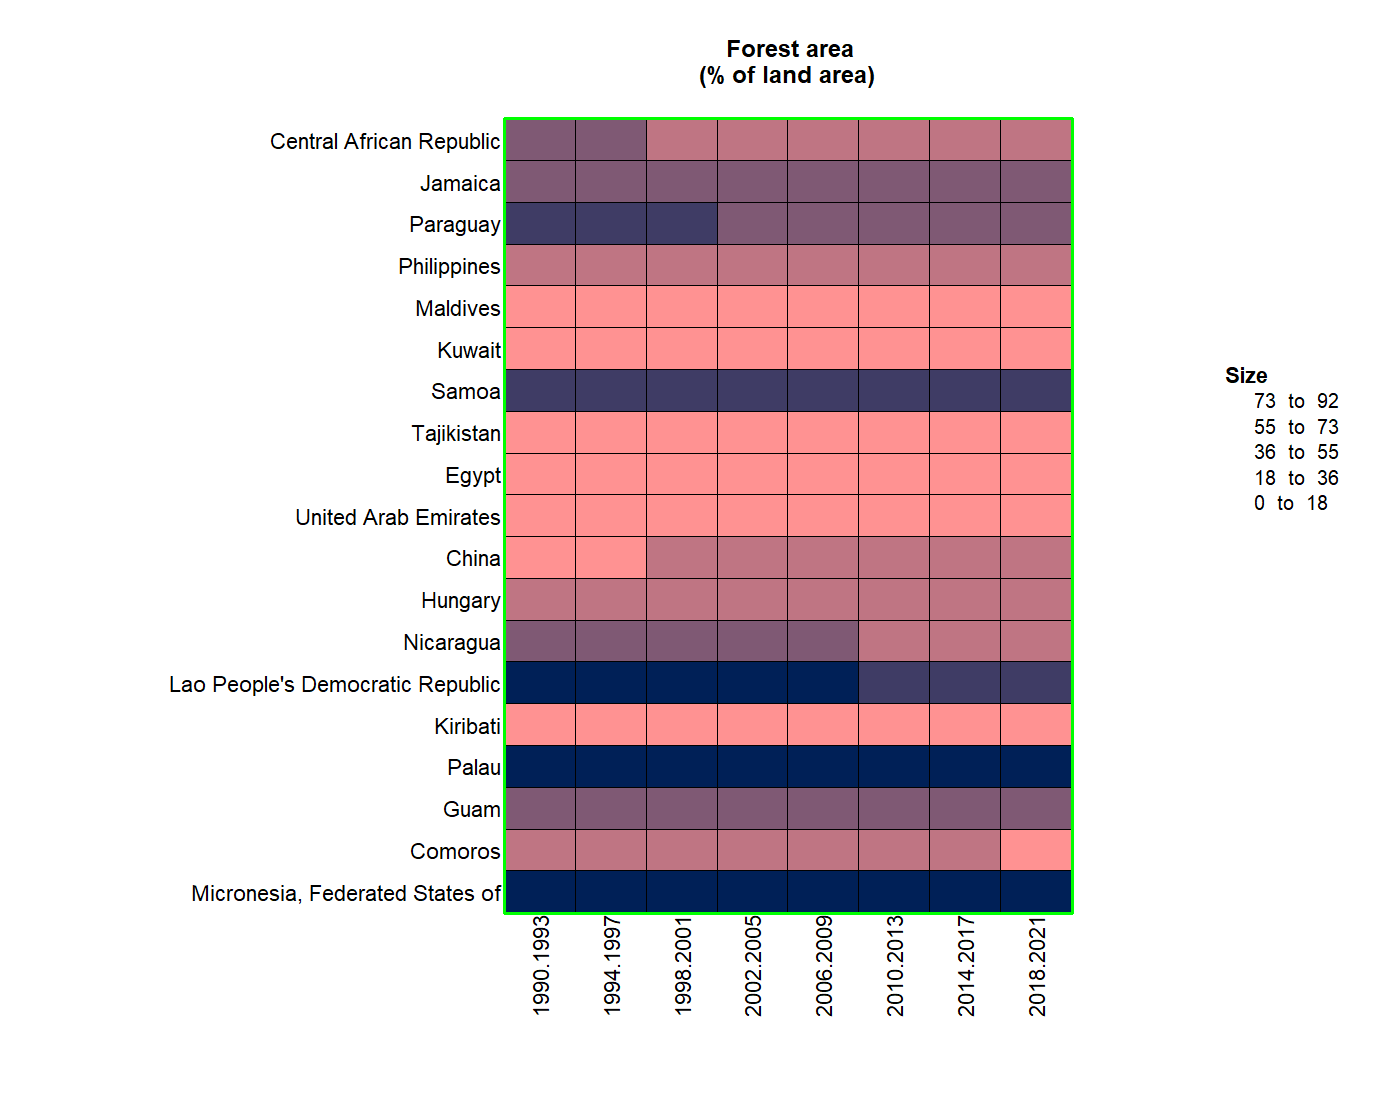 Forest area
(% of land area)
Central African Republic
Jamaica
Paraguay
Philippines
Maldives
Kuwait
Samoa
Tajikistan
Egypt
United Arab Emirates
China
Hungary
Nicaragua
Lao People's Democratic Republic
Kiribati
Palau
Guam
Comoros
Micronesia, Federated States of
1990.1993
1994.1997
1998.2001
2002.2005
2006.2009
2010.2013
2014.2017
2018.2021
Size
73 to 92
55 to 73
36 to 55
18 to 36
0 to 18